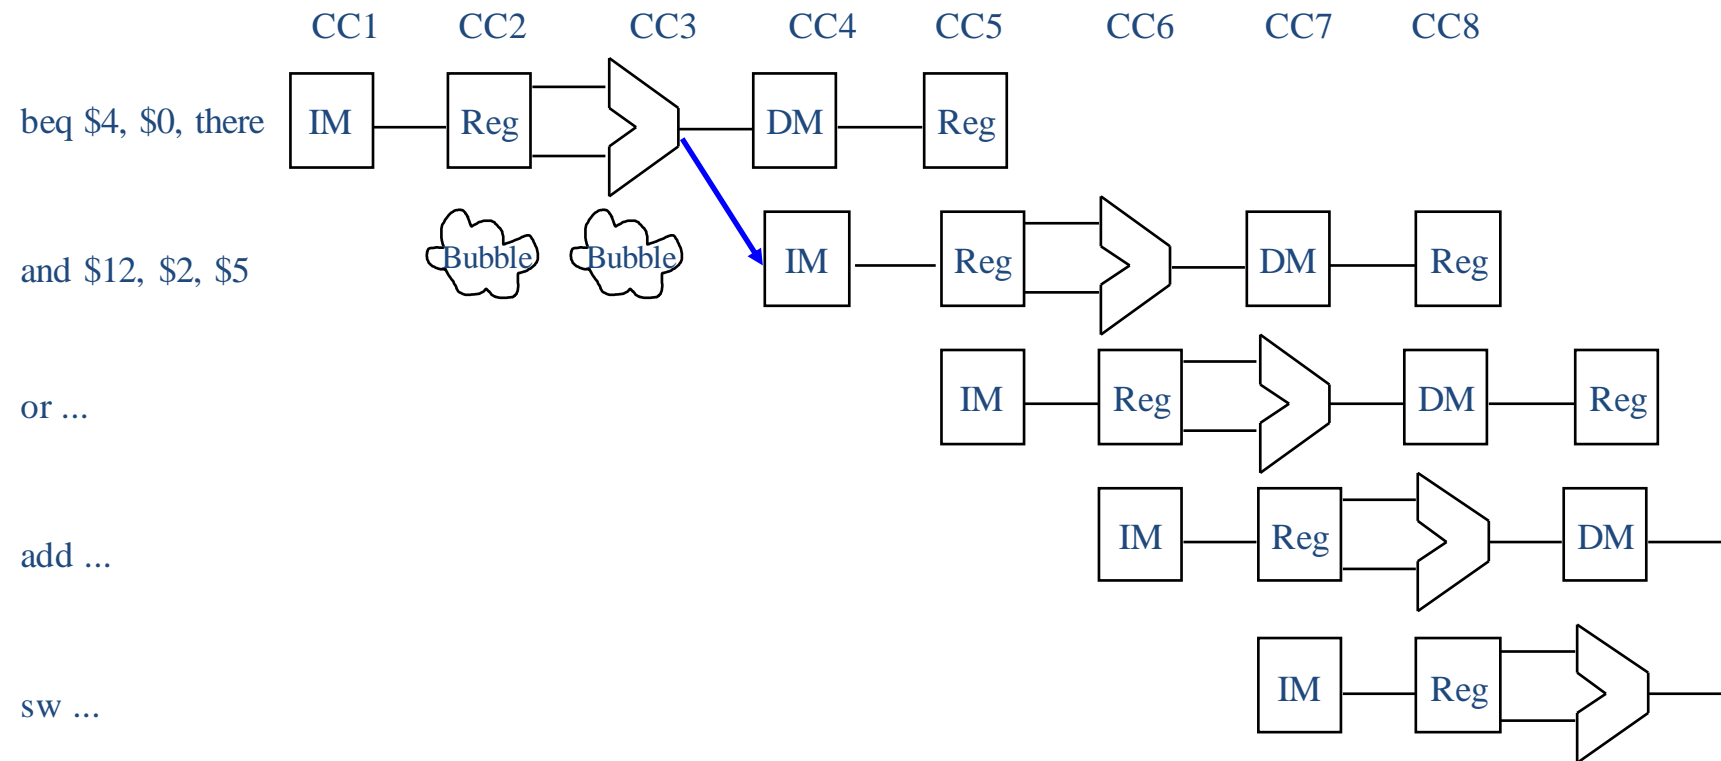 CC1 CC2 CC3 CC4 CC5 CC6 CC7 CC8
beq $4, $0, there IM Reg DM Reg
and $12, $2, $5 Bubble Bubble IM Reg DM Reg
or ... IM Reg DM Reg
add ... IM Reg DM
sw ... IM Reg